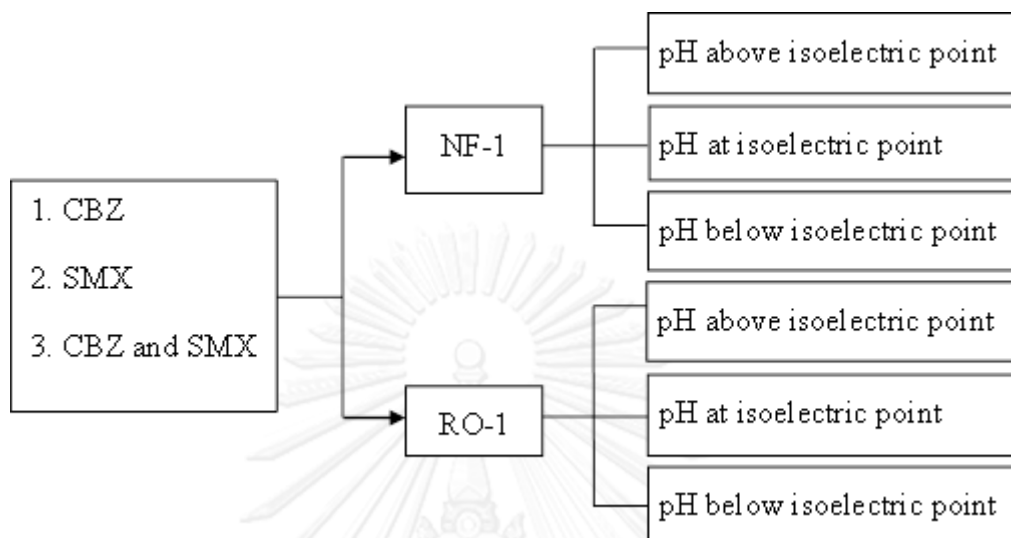 1. CBZ
2. SMX
3. CBZ and SMX
NF-1
pH above isoelectric point
pH at isoelectric point
pH below isoelectric point
RO-1
pH above isoelectric point
pH at isoelectric point
pH below isoelectric point